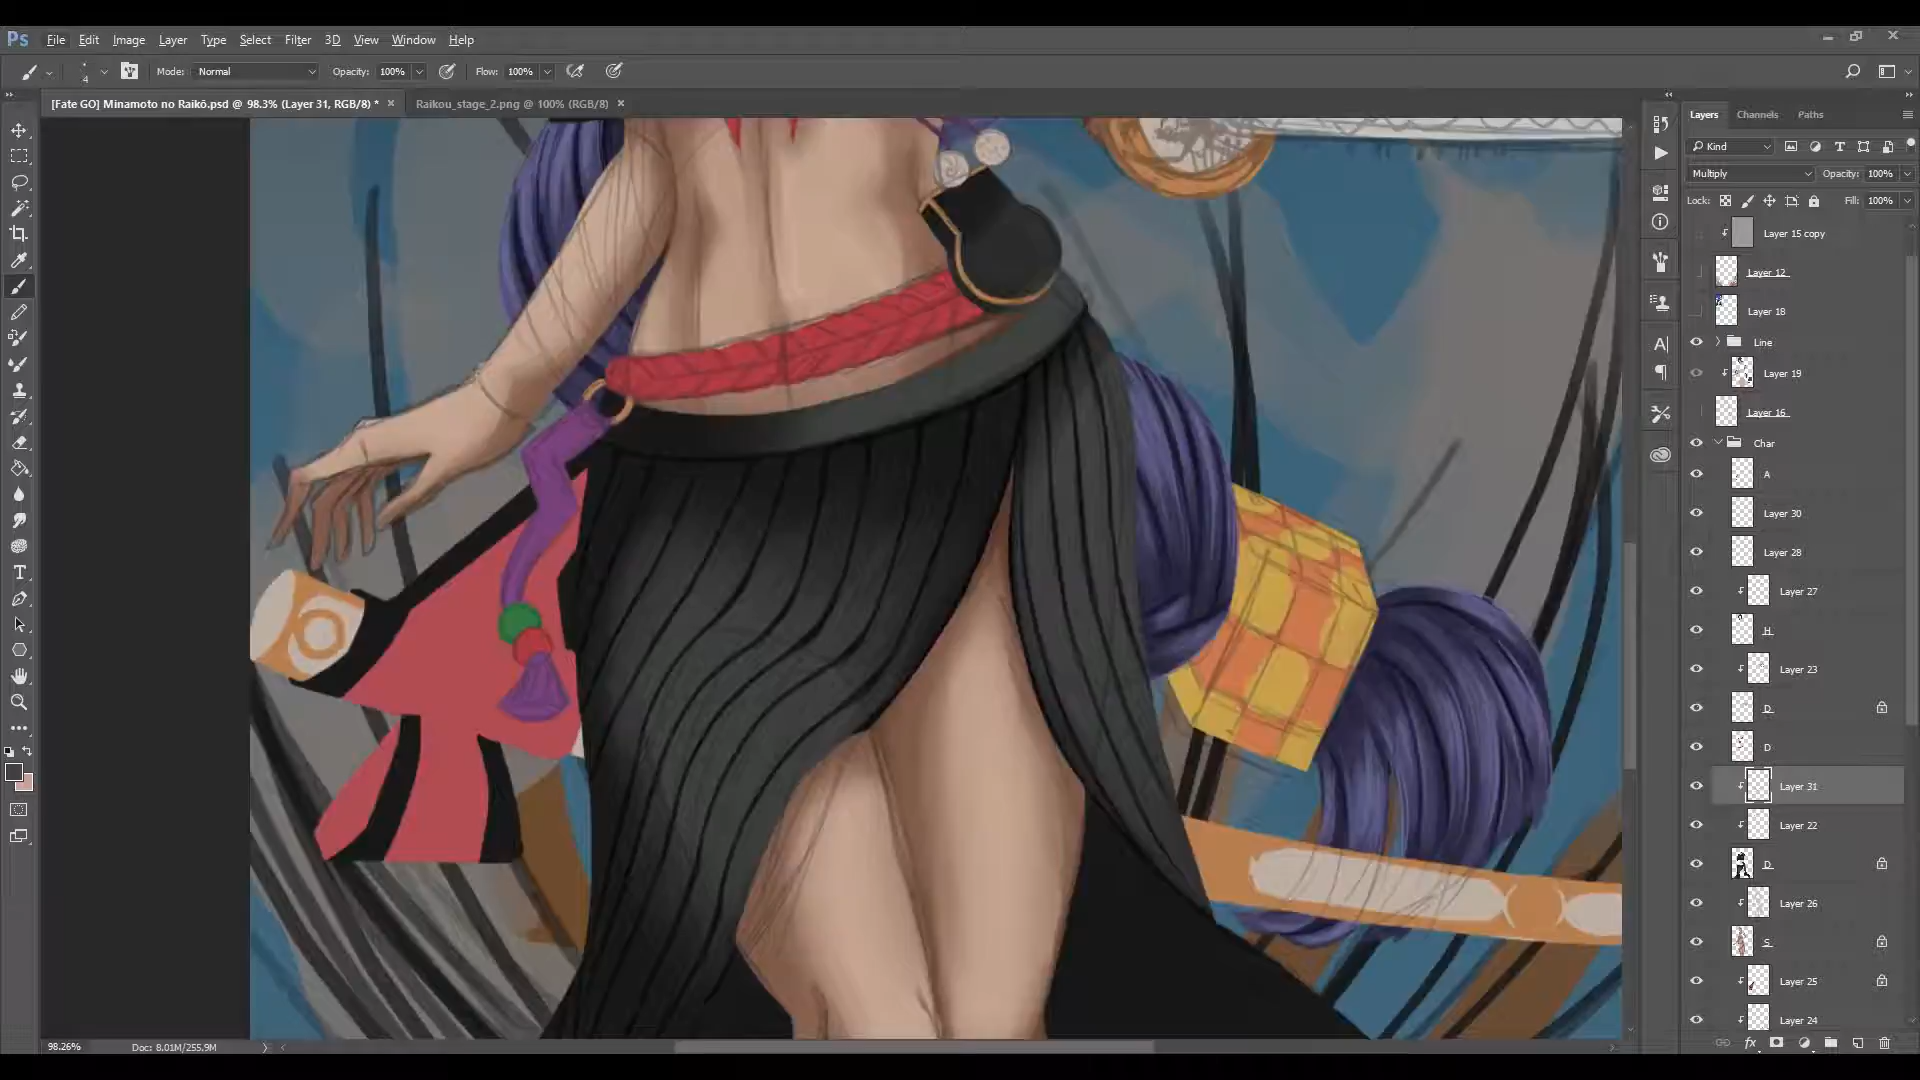 Ps File Edit Image Layer Type Select Filter 3D View Window Help
4 Mode: Normal Opacity: 100% Flow: 100%
[Fate GO] Minamoto no Raikō.psd @ 98.3% (Layer 31, RGB/8) * × Raikou_stage_2.png @ 100% (RGB/8) ×
Layers Channels Paths
Kind
Multiply Opacity: 100%
Lock: Fill: 100%
Layer 15 copy
Layer 12
Layer 18
Line
Layer 19
Layer 16
Char
A
Layer 30
Layer 28
Layer 27
H
Layer 23
D
D
Layer 31
Layer 22
D
Layer 26
S
Layer 25
Layer 24
98.26% Doc: 8.01M/255.9M